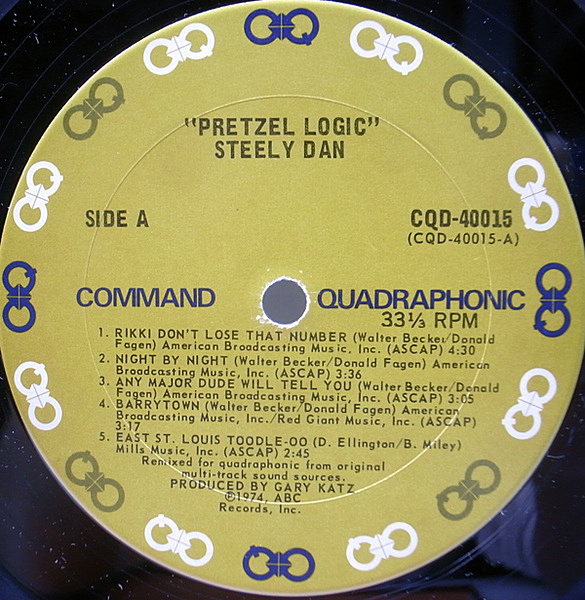 "PRETZEL LOGIC"
STEELY DAN
SIDE A
CQD-40015
(CQD-40015-A)
COMMAND QUADRAPHONIC
33⅓ RPM
1. RIKKI DON'T LOSE THAT NUMBER (Walter Becker/Donald
Fagen) American Broadcasting Music, Inc. (ASCAP) 4:30
2. NIGHT BY NIGHT (Walter Becker/Donald Fagen) American
Broadcasting Music, Inc. (ASCAP) 3:36
3. ANY MAJOR DUDE WILL TELL YOU (Walter Becker/Donald
Fagen) American Broadcasting Music, Inc. (ASCAP) 3:05
4. BARRYTOWN (Walter Becker/Donald Fagen) American
Broadcasting Music, Inc./Red Giant Music, Inc. (ASCAP)
3:17
5. EAST ST. LOUIS TOODLE-OO (D. Ellington/B. Miley)
Mills Music, Inc. (ASCAP) 2:45
Remixed for quadraphonic from original
multi-track sound sources.
PRODUCED BY GARY KATZ
℗1974, ABC
Records, Inc.